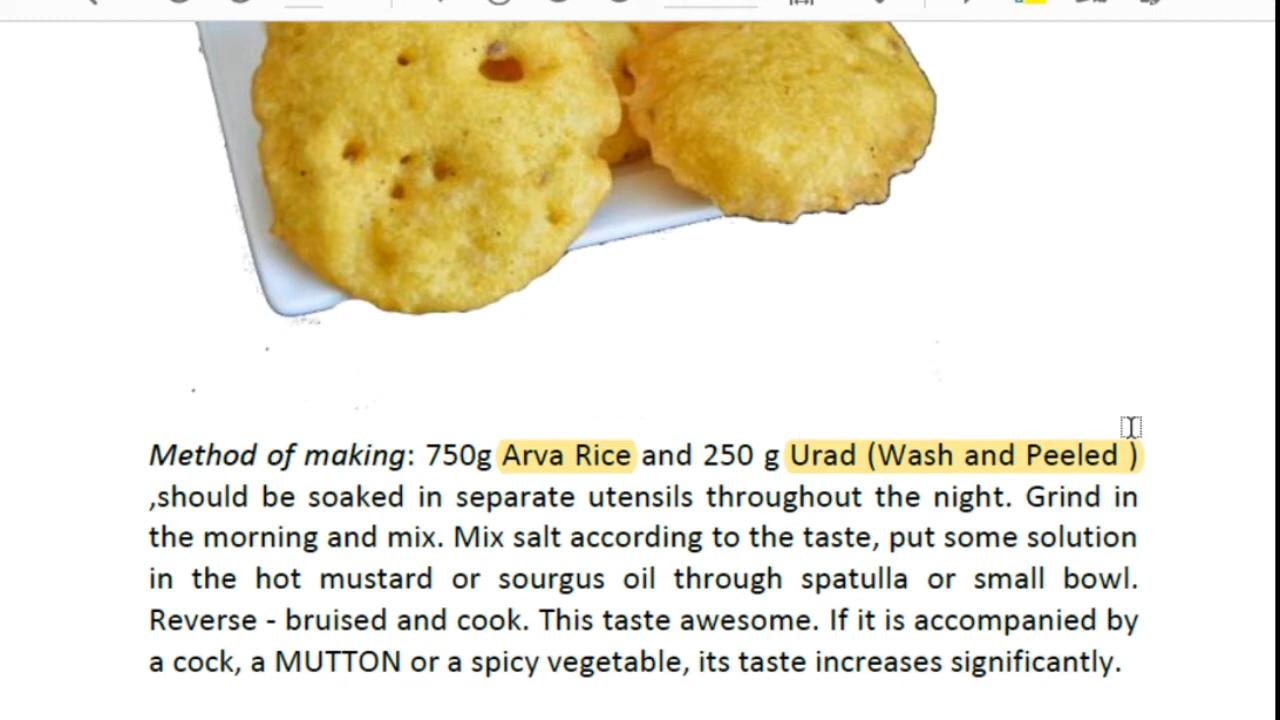 Method of making: 750g Arva Rice and 250 g Urad (Wash and Peeled )
,should be soaked in separate utensils throughout the night. Grind in
the morning and mix. Mix salt according to the taste, put some solution
in the hot mustard or sourgus oil through spatulla or small bowl.
Reverse - bruised and cook. This taste awesome. If it is accompanied by
a cock, a MUTTON or a spicy vegetable, its taste increases significantly.